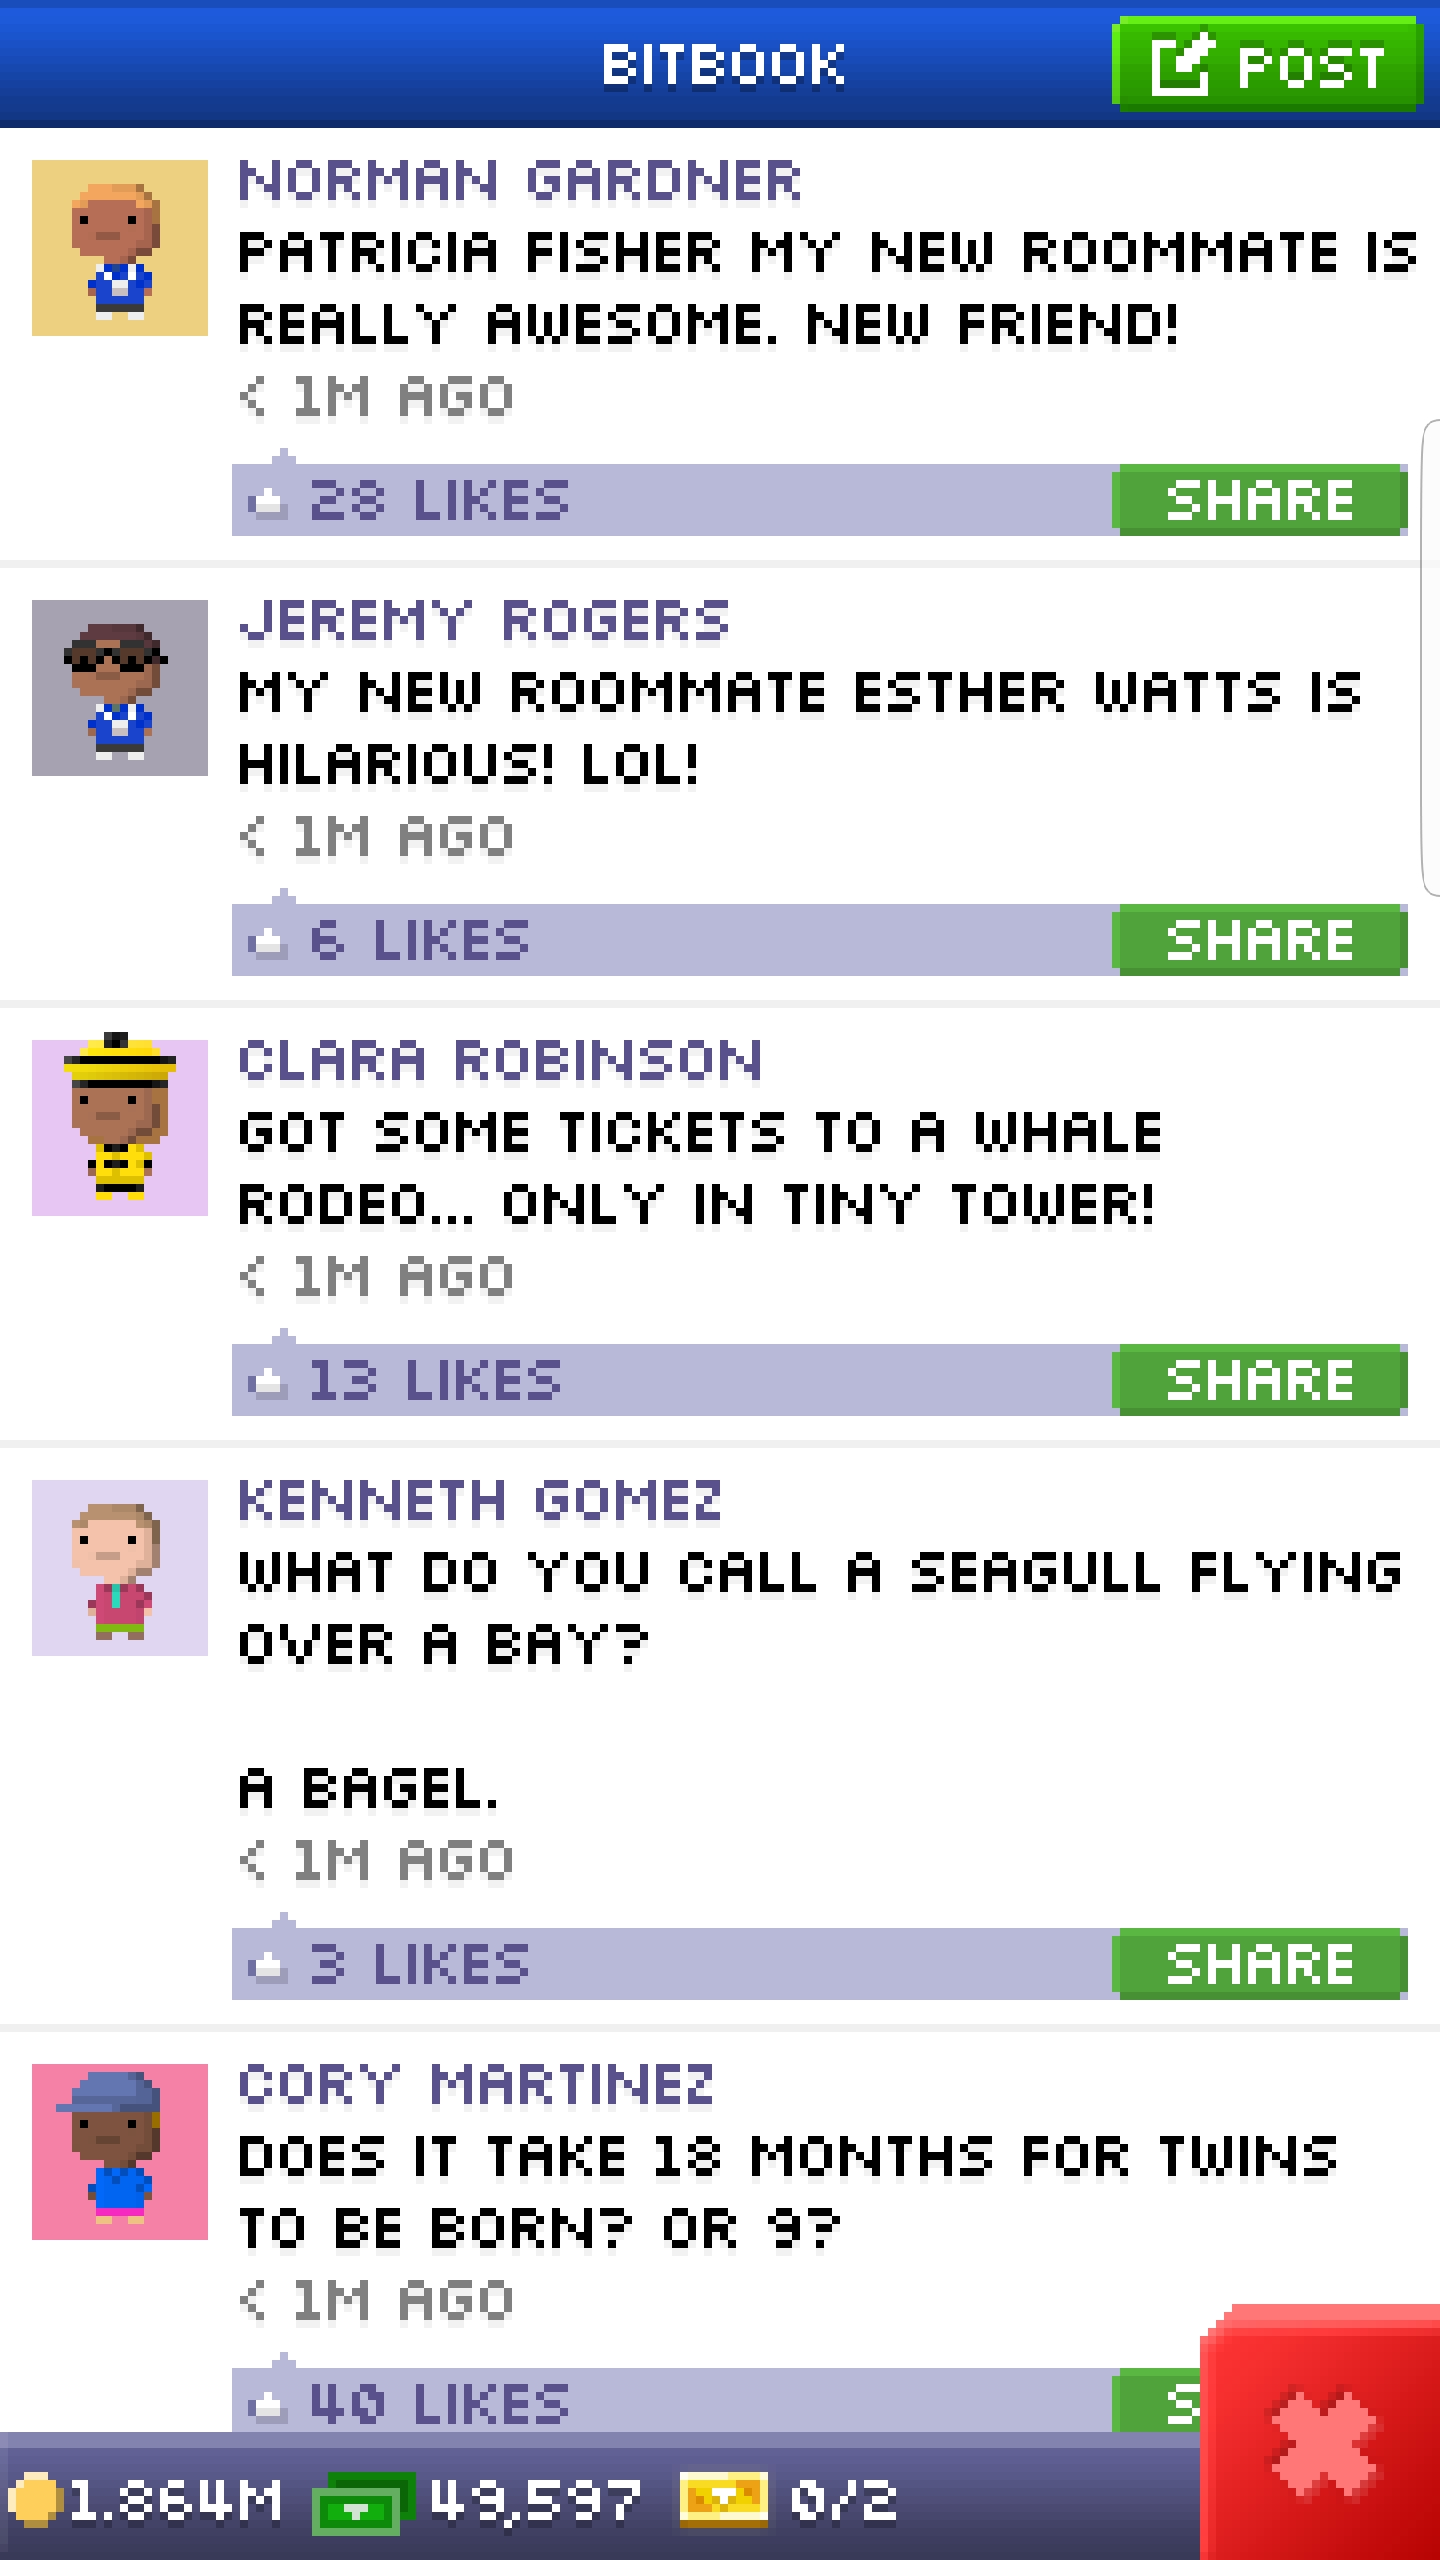 BITBOOK
POST
NORMAN GARDNER
PATRICIA FISHER MY NEW ROOMMATE IS
REALLY AWESOME. NEW FRIEND!
< 1M AGO
28 LIKES
SHARE
JEREMY ROGERS
MY NEW ROOMMATE ESTHER WATTS IS
HILARIOUS! LOL!
< 1M AGO
6 LIKES
SHARE
CLARA ROBINSON
GOT SOME TICKETS TO A WHALE
RODEO... ONLY IN TINY TOWER!
< 1M AGO
13 LIKES
SHARE
KENNETH GOMEZ
WHAT DO YOU CALL A SEAGULL FLYING
OVER A BAY?
A BAGEL.
< 1M AGO
3 LIKES
SHARE
CORY MARTINEZ
DOES IT TAKE 18 MONTHS FOR TWINS
TO BE BORN? OR 9?
< 1M AGO
40 LIKES
S
1.864M
49,597
0/2